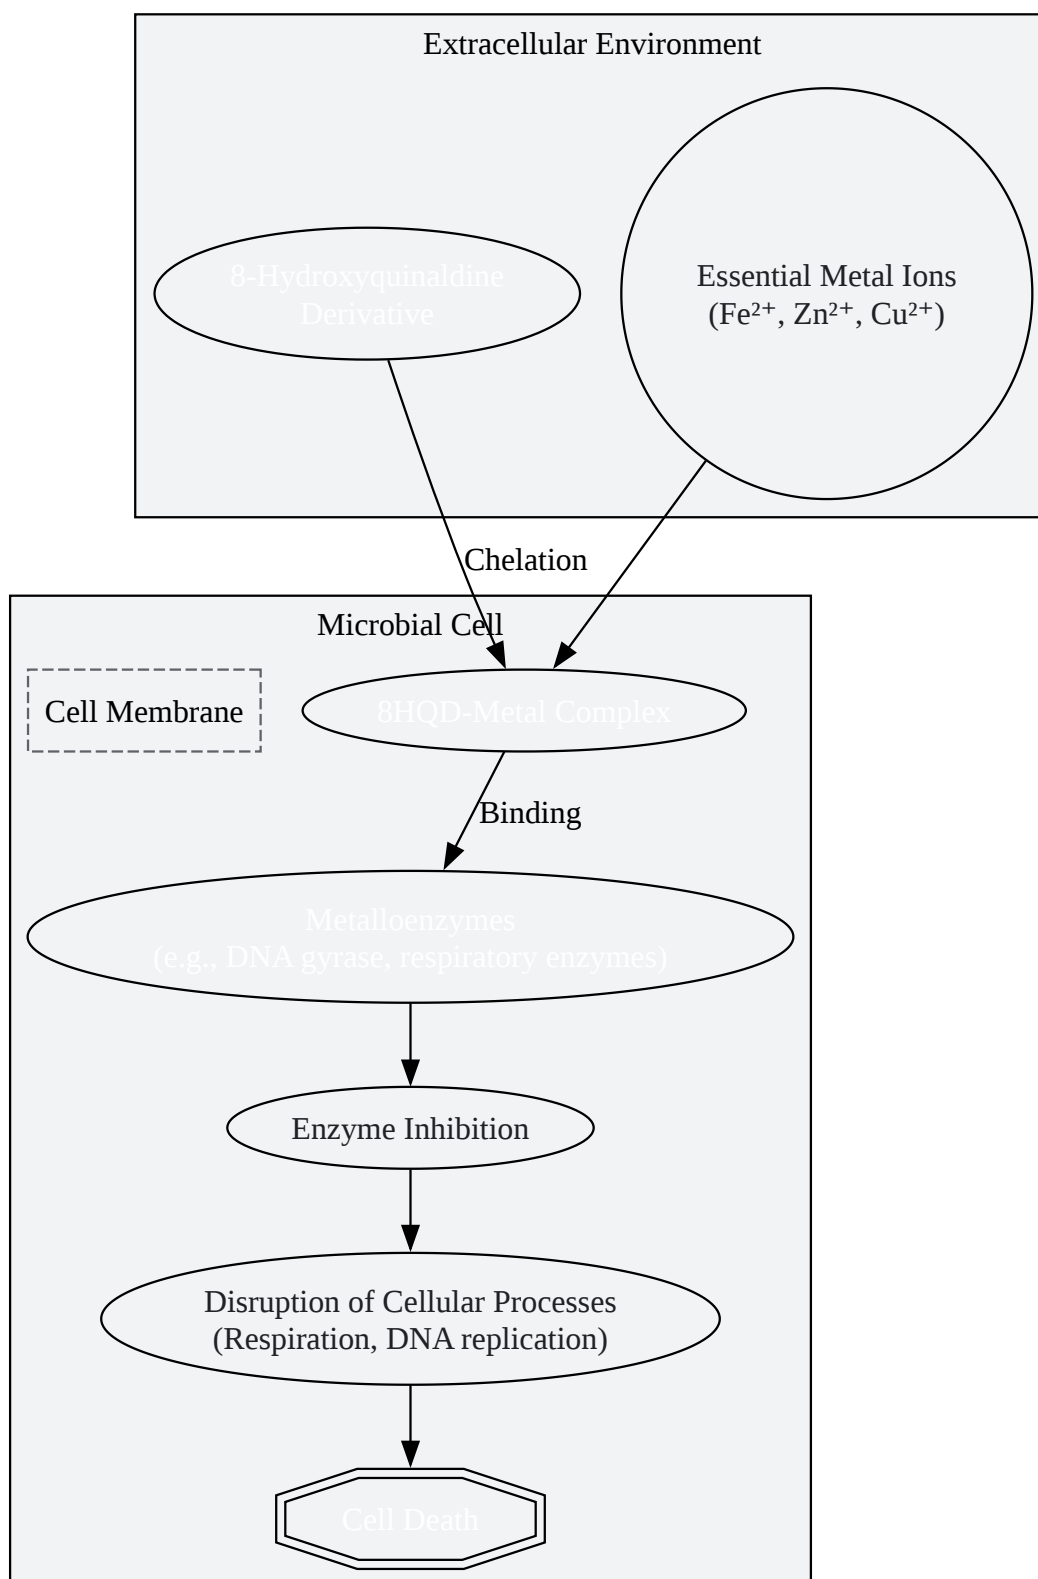 Extracellular Environment
8-Hydroxyquinaldine
Derivative
Essential Metal Ions
(Fe²⁺, Zn²⁺, Cu²⁺)
Chelation
Microbial Cell
Cell Membrane
8HQD-Metal Complex
Binding
Metalloenzymes
(e.g., DNA gyrase, respiratory enzymes)
Enzyme Inhibition
Disruption of Cellular Processes
(Respiration, DNA replication)
Cell Death